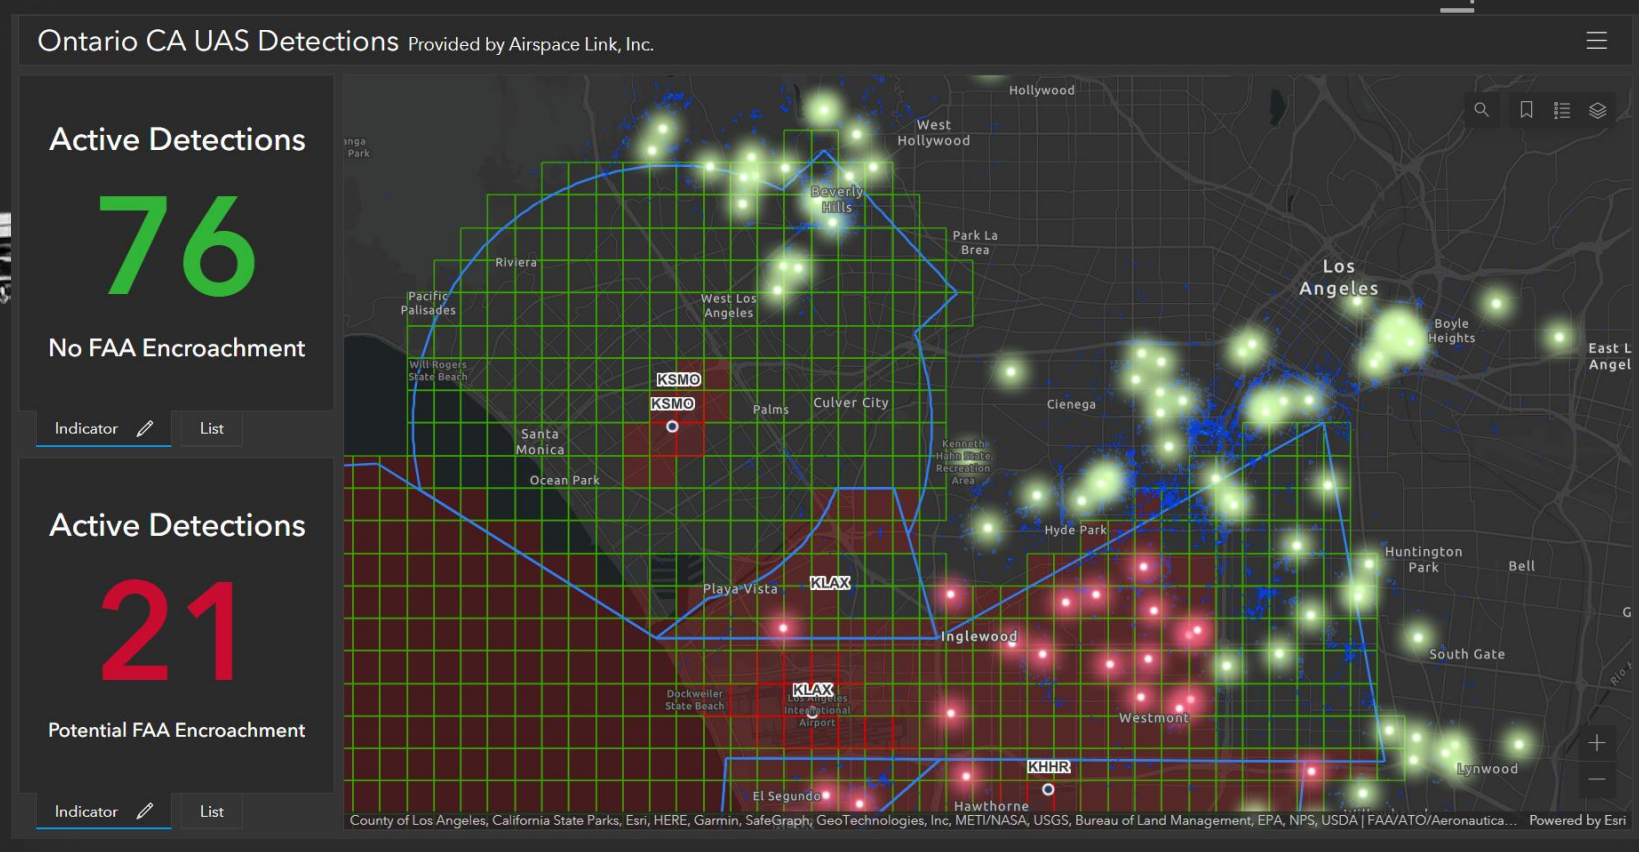 Ontario CA UAS Detections Provided by Airspace Link, Inc.
Active Detections
76
No FAA Encroachment
Indicator
List
Active Detections
21
Potential FAA Encroachment
Indicator
List
Hollywood
West
Hollywood
Park
Beverly
Hills
Park La
Brea
Riviera
Los
Angeles
Pacific
Palisades
West Los
Angeles
Boyle
Heights
East L
Angel
Will Rogers
State Beach
KSMO
KSMO
Palms
Culver City
Cienega
Santa
Monica
Kenneth
Hahn State
Recreation
Area
Ocean Park
Hyde Park
Huntington
Park
Bell
Playa Vista
KLAX
Inglewood
South Gate
Dockweiler
State Beach
KLAX
Los Angeles
International
Airport
Westmont
KHHR
Lynwood
El Segundo
Hawthorne
County of Los Angeles, California State Parks, Esri, HERE, Garmin, SafeGraph, GeoTechnologies, Inc, METI/NASA, USGS, Bureau of Land Management, EPA, NPS, USDA | FAA/ATO/Aeronautica... Powered by Esri